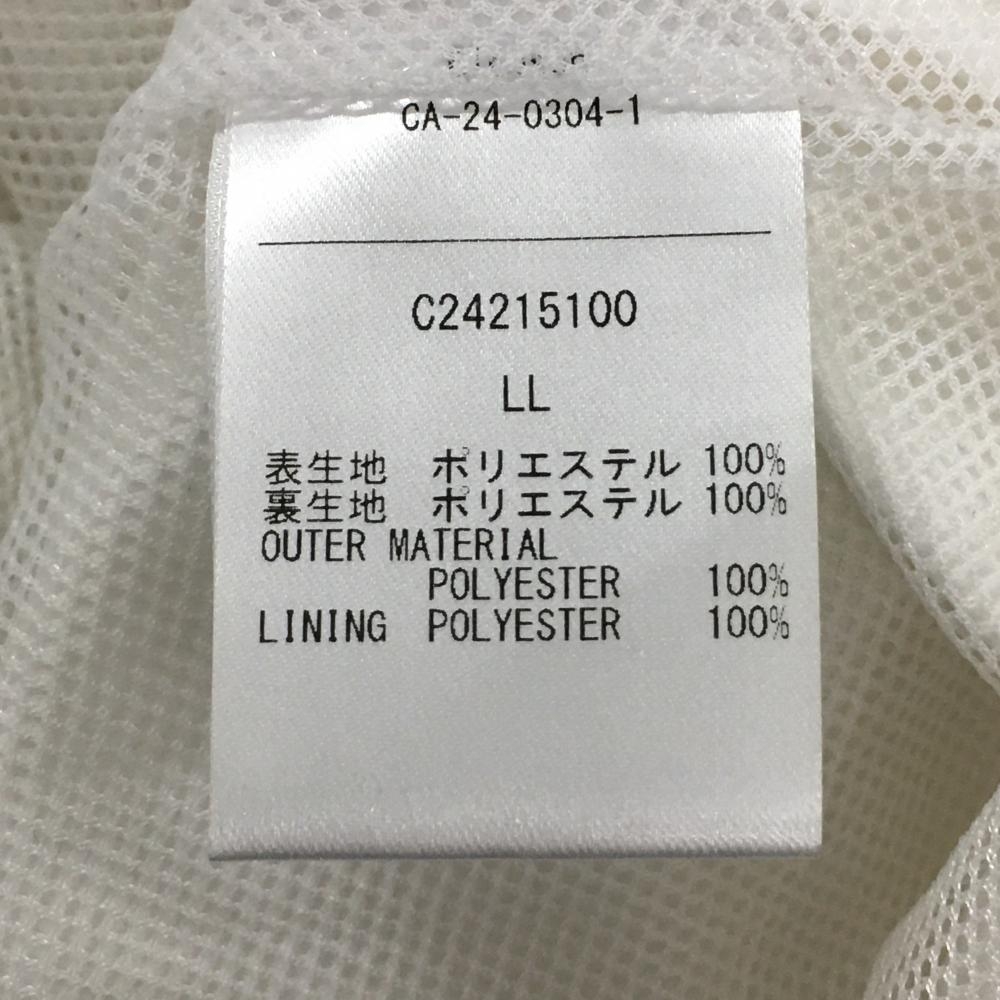 CA-24-0304-1
C24215100
LL
表生地 ポリエステル 100%
裏生地 ポリエステル 100%
OUTER MATERIAL
POLYESTER 100%
LINING POLYESTER 100%